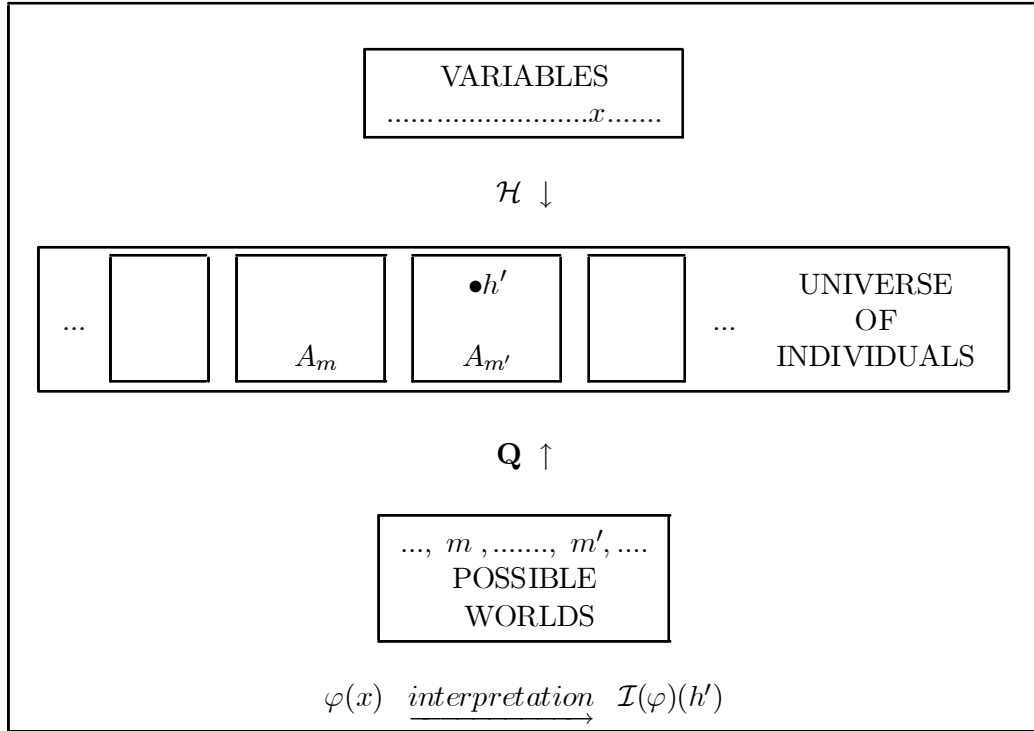 VARIABLES
.............................x.......
ℋ ↓
... •h′ ... UNIVERSE
OF
A_m A_{m′} INDIVIDUALS
Q ↑
..., m ,......., m′, ....
POSSIBLE
WORLDS
φ(x) interpretation ℐ(φ)(h′)